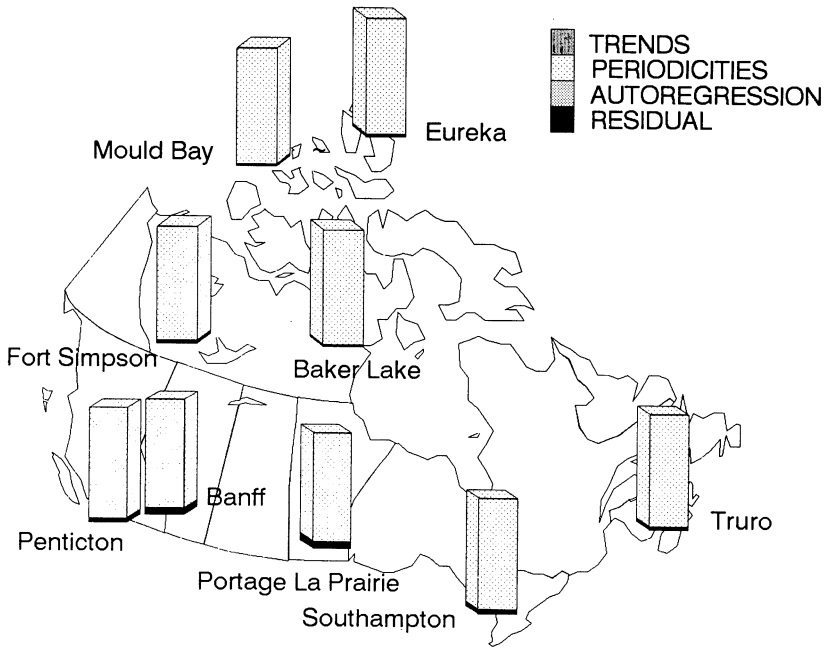 TRENDS
PERIODICITIES
AUTOREGRESSION
RESIDUAL
Eureka
Mould Bay
Fort Simpson
Baker Lake
Banff
Penticton
Truro
Portage La Prairie
Southampton